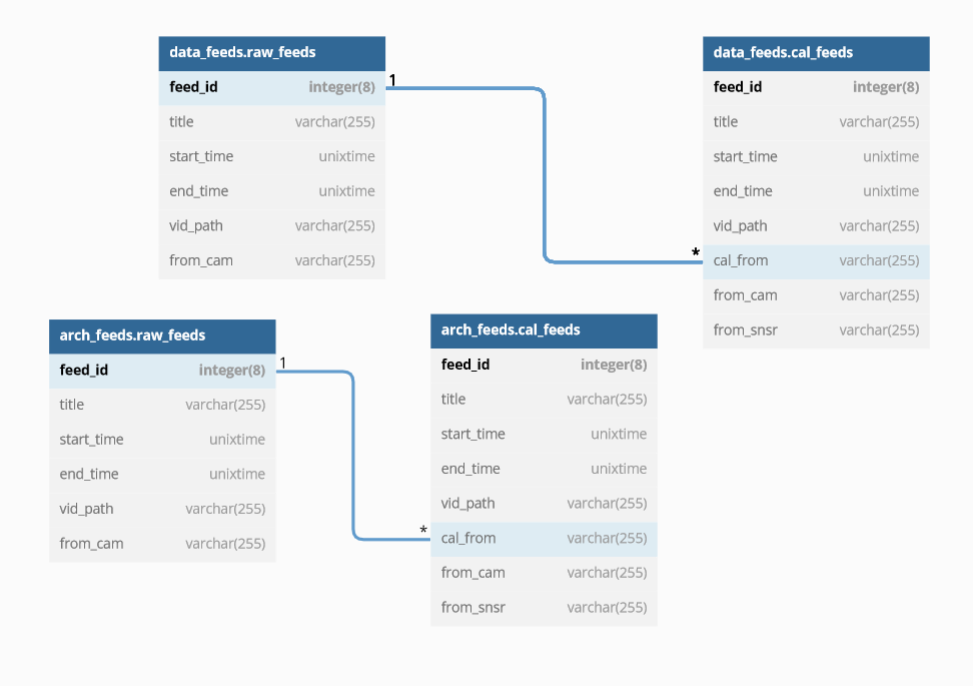 data_feeds.raw_feeds
feed_id integer(8)
title varchar(255)
start_time unixtime
end_time unixtime
vid_path varchar(255)
from_cam varchar(255)
1
*
data_feeds.cal_feeds
feed_id integer(8)
title varchar(255)
start_time unixtime
end_time unixtime
vid_path varchar(255)
cal_from varchar(255)
from_cam varchar(255)
from_snsr varchar(255)
arch_feeds.raw_feeds
feed_id integer(8)
title varchar(255)
start_time unixtime
end_time unixtime
vid_path varchar(255)
from_cam varchar(255)
1
*
arch_feeds.cal_feeds
feed_id integer(8)
title varchar(255)
start_time unixtime
end_time unixtime
vid_path varchar(255)
cal_from varchar(255)
from_cam varchar(255)
from_snsr varchar(255)